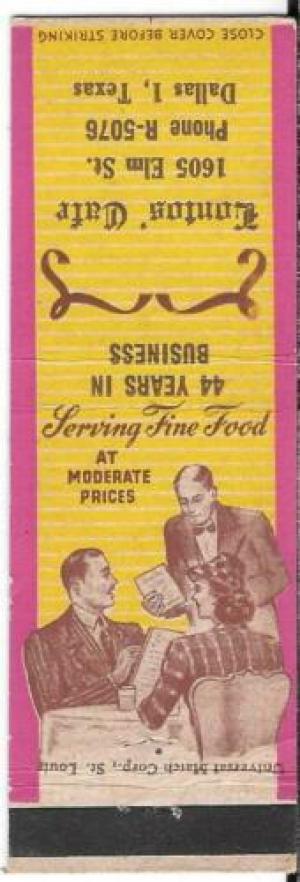 Serving Fine Food
AT
MODERATE
PRICES
44 YEARS IN
BUSINESS
Lontos' Cafe
1605 Elm St.
Phone R-5076
Dallas 1, Texas
CLOSE COVER BEFORE STRIKING
Universal Match Corp., St. Louis